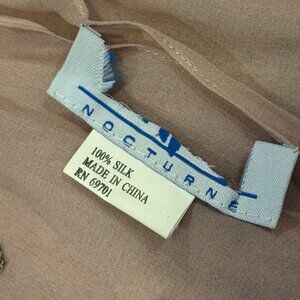 NOCTURNE
100% SILK
MADE IN CHINA
RN 69701